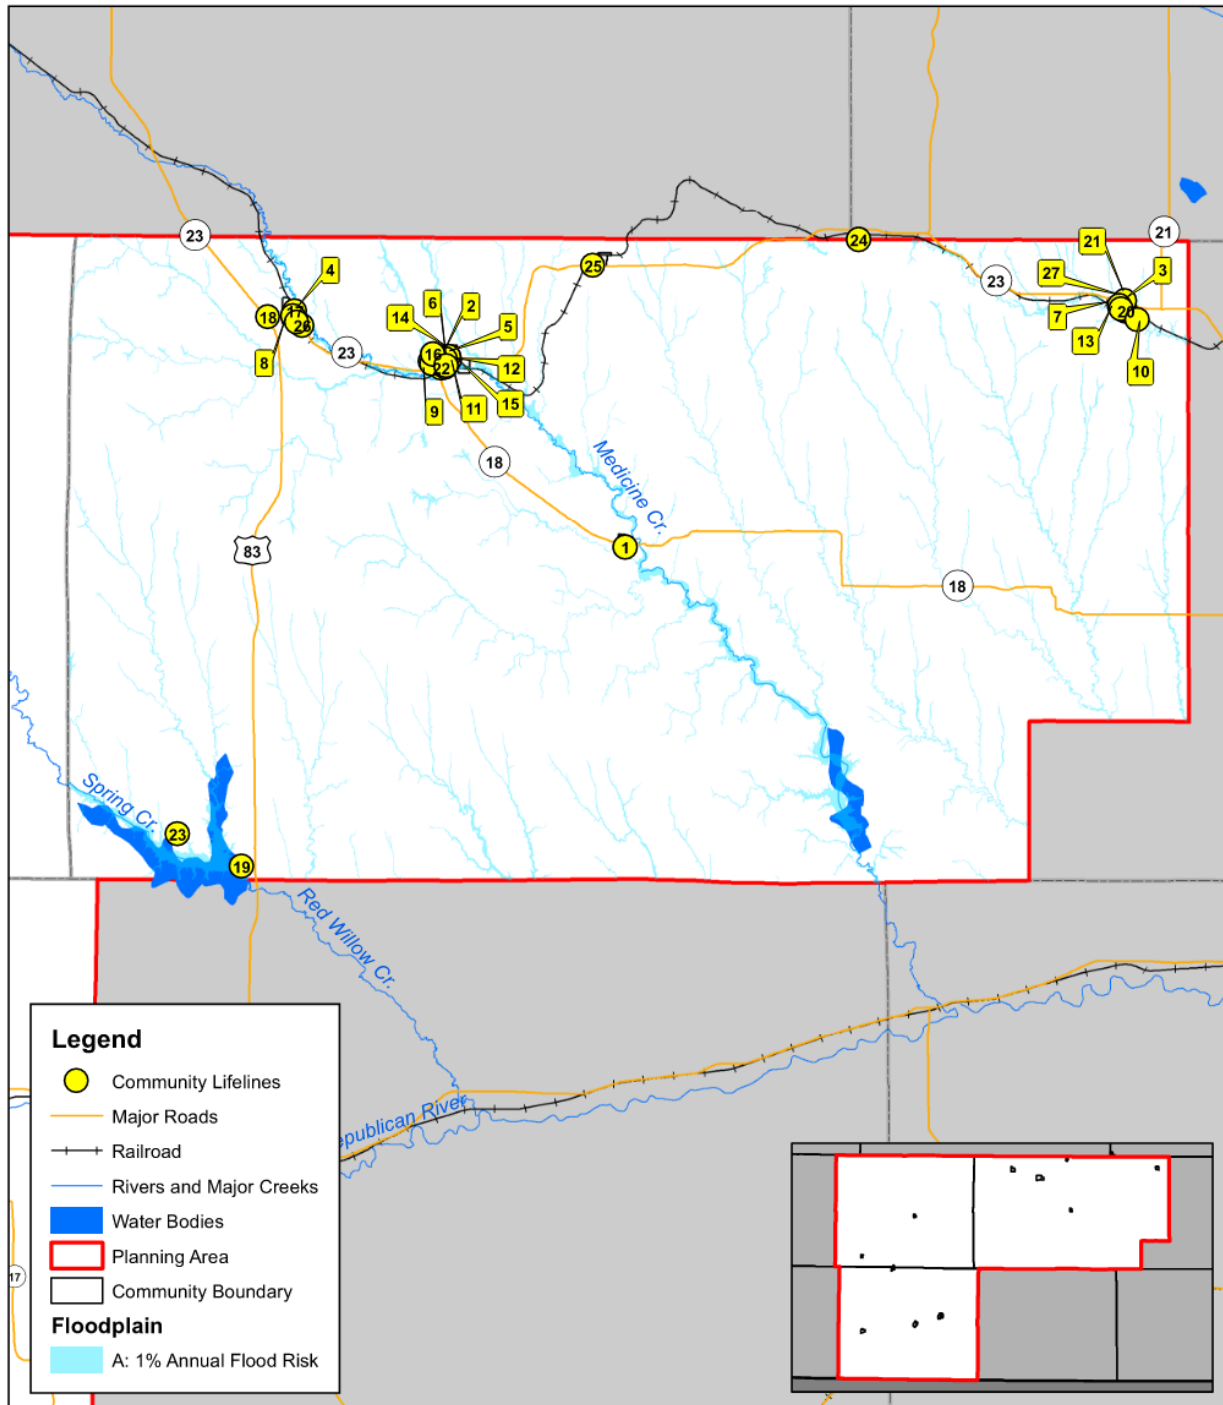 23
21
24
21
25
27
3
4
6
2
18
17
14
5
26
7
20
23
16
23
12
13
8
22
10
9
11
15
18
Medicine Cr.
83
1
18
Spring Cr.
23
19
Red Willow Cr.
epublican River
Legend
Community Lifelines
Major Roads
Railroad
Rivers and Major Creeks
Water Bodies
Planning Area
17
Community Boundary
Floodplain
A: 1% Annual Flood Risk